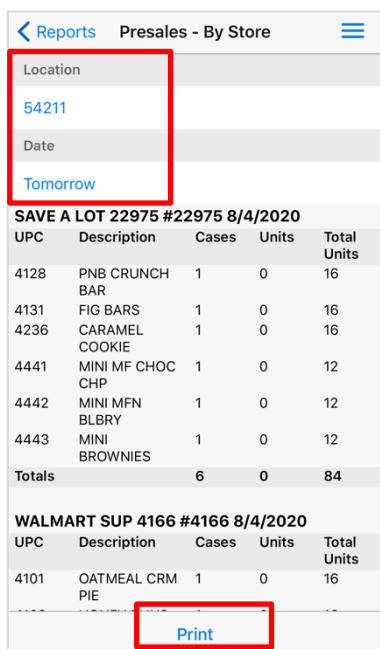 Reports Presales - By Store
Location
54211
Date
Tomorrow
SAVE A LOT 22975 #22975 8/4/2020
UPC Description Cases Units Total
Units
4128 PNB CRUNCH 1 0 16
BAR
4131 FIG BARS 1 0 16
4236 CARAMEL 1 0 16
COOKIE
4441 MINI MF CHOC 1 0 12
CHP
4442 MINI MFN 1 0 12
BLBRY
4443 MINI 1 0 12
BROWNIES
Totals 6 0 84
WALMART SUP 4166 #4166 8/4/2020
UPC Description Cases Units Total
Units
4101 OATMEAL CRM 1 0 16
PIE
Print